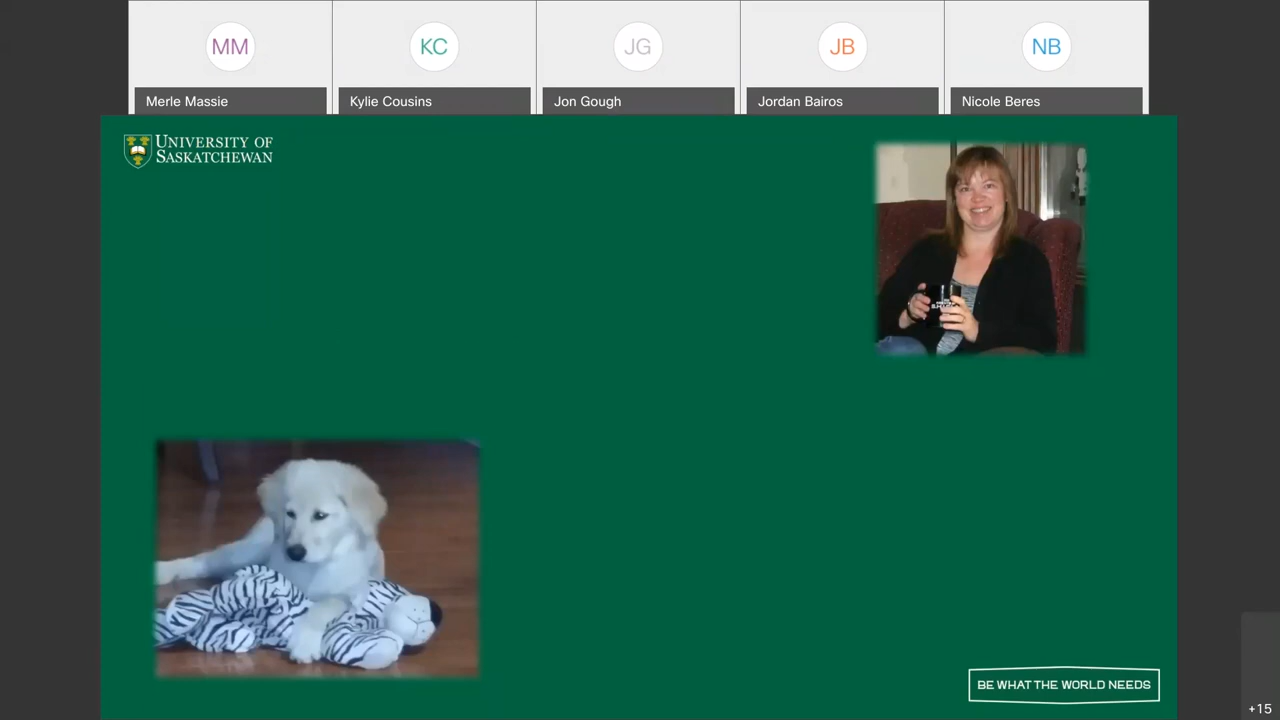 MM
KC
JG
JB
NB
Merle Massie
Kylie Cousins
Jon Gough
Jordan Bairos
Nicole Beres
UNIVERSITY OF
SASKATCHEWAN
BE WHAT THE WORLD NEEDS
+15